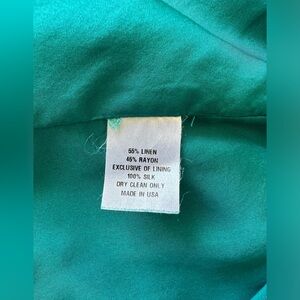 55% LINEN
45% RAYON
EXCLUSIVE OF LINING
100% SILK
DRY CLEAN ONLY
MADE IN USA